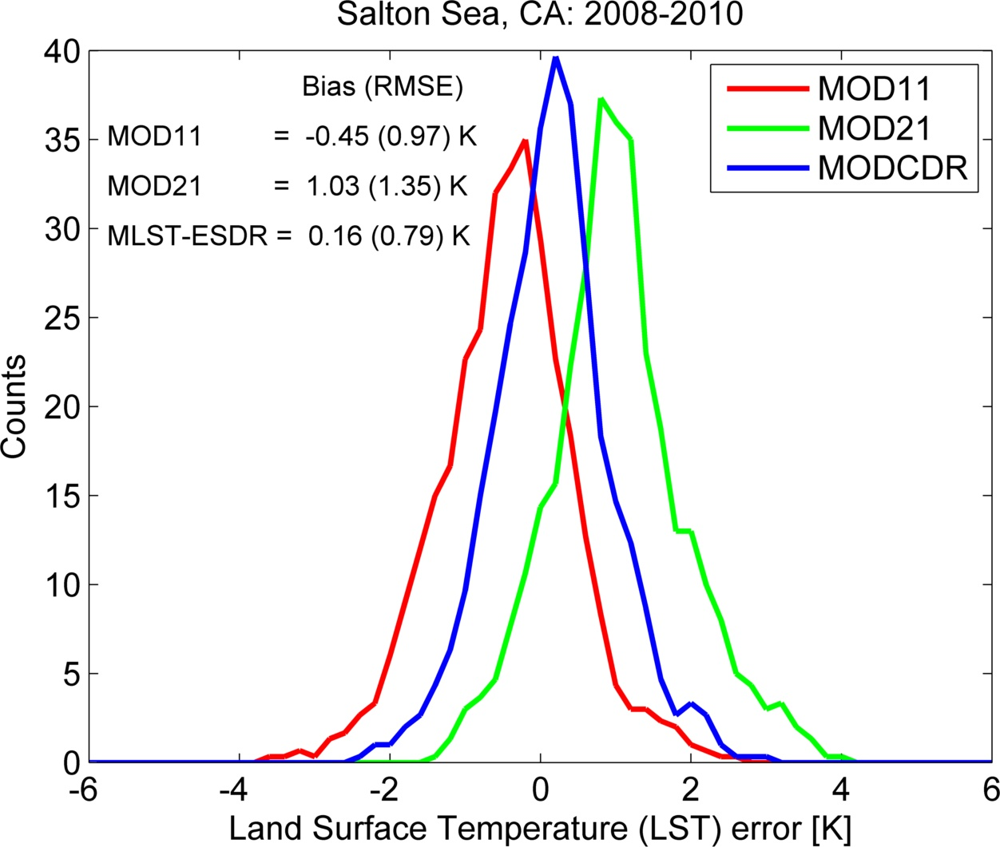 Salton Sea, CA: 2008-2010
Bias (RMSE)
MOD11 = -0.45 (0.97) K
MOD21 = 1.03 (1.35) K
MLST-ESDR = 0.16 (0.79) K
MOD11
MOD21
MODCDR
Counts
40
35
30
25
20
15
10
5
0
-6 -4 -2 0 2 4 6
Land Surface Temperature (LST) error [K]